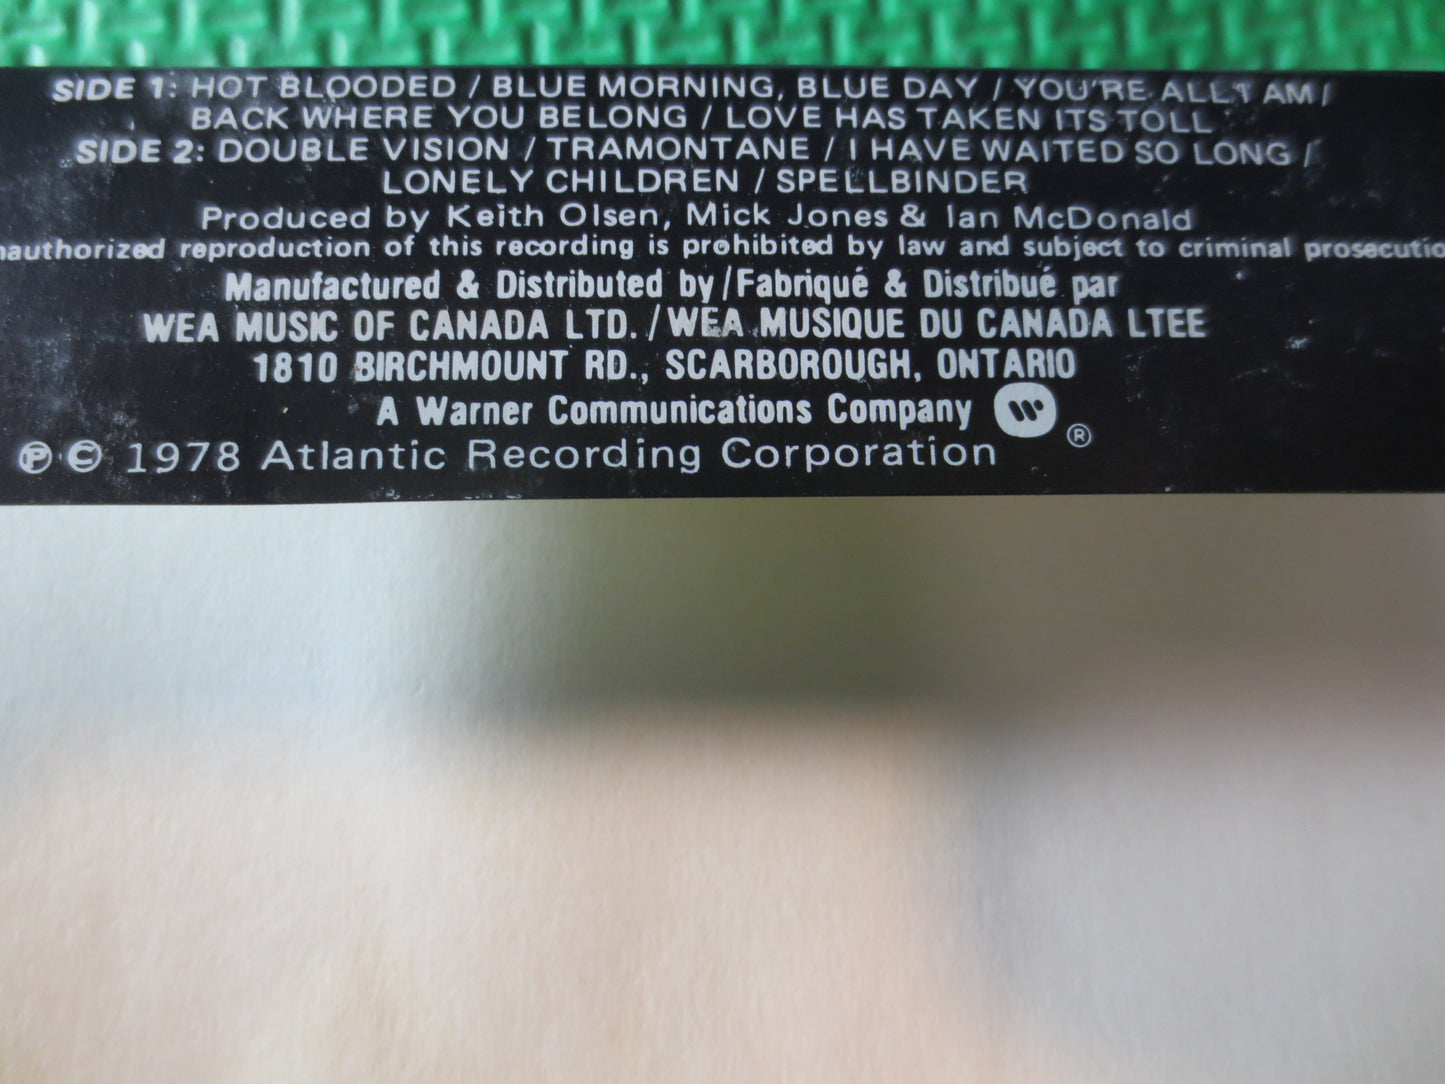 SIDE 1: HOT BLOODED / BLUE MORNING, BLUE DAY / YOU'RE ALL I AM /
BACK WHERE YOU BELONG / LOVE HAS TAKEN ITS TOLL
SIDE 2: DOUBLE VISION / TRAMONTANE / I HAVE WAITED SO LONG /
LONELY CHILDREN / SPELLBINDER
Produced by Keith Olsen, Mick Jones & Ian McDonald
nauthorized reproduction of this recording is prohibited by law and subject to criminal prosecutio
Manufactured & Distributed by / Fabriqué & Distribué par
WEA MUSIC OF CANADA LTD. / WEA MUSIQUE DU CANADA LTEE
1810 BIRCHMOUNT RD., SCARBOROUGH, ONTARIO
A Warner Communications Company ®
℗ © 1978 Atlantic Recording Corporation